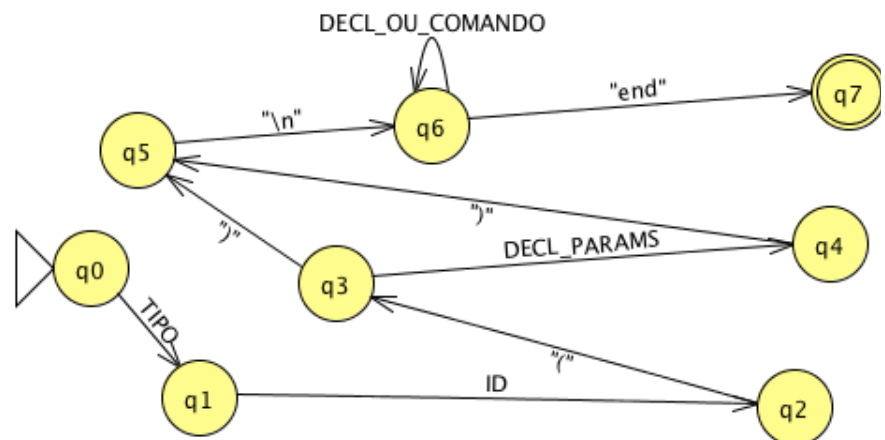 DECL_OU_COMANDO
"\n"
"end"
q7
q6
q5
")"
")"
DECL_PARAMS
q4
q0
q3
TIPO
"("
ID
q1
q2